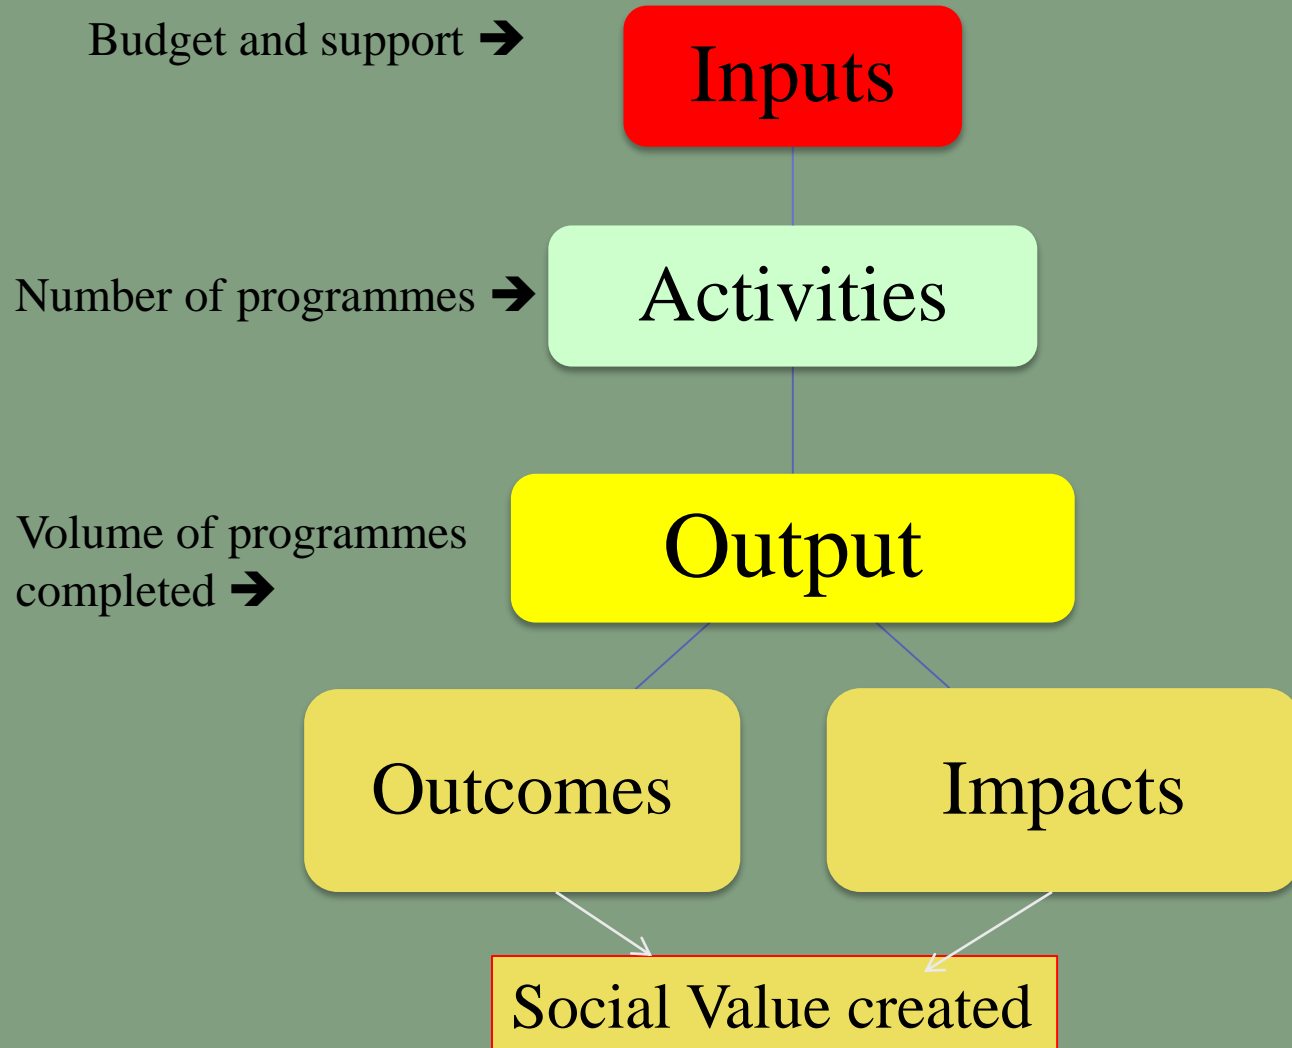 Budget and support ➔
Inputs
Number of programmes ➔
Activities
Volume of programmes
completed ➔
Output
Outcomes
Impacts
Social Value created